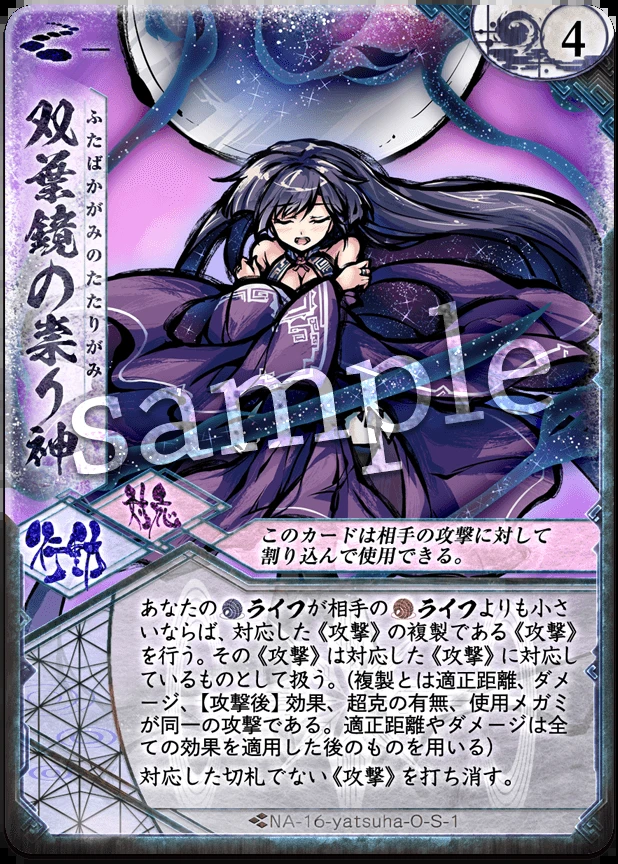 4
双葉鏡の祟り神
ふたばかがみのたたりがみ
sample
行動
対応
このカードは相手の攻撃に対して
割り込んで使用できる。
あなたのライフが相手のライフよりも小さ
いならば、対応した《攻撃》の複製である《攻撃》
を行う。その《攻撃》は対応した《攻撃》に対応し
ているものとして扱う。(複製とは適正距離、ダメ
ージ、【攻撃後】効果、超克の有無、使用メガミ
が同一の攻撃である。適正距離やダメージは全
ての効果を適用した後のものを用いる)
対応した切札でない《攻撃》を打ち消す。
NA-16-yatsuha-O-S-1